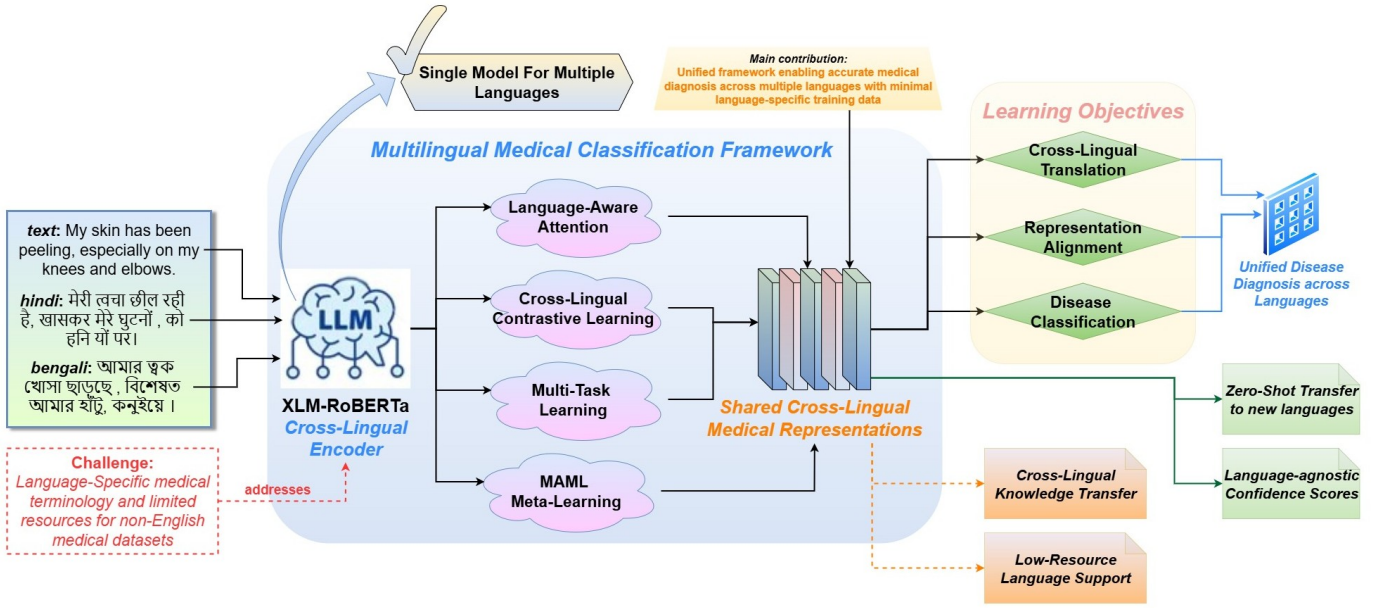 Single Model For Multiple
Languages
Main contribution:
Unified framework enabling accurate medical
diagnosis across multiple languages with minimal
language-specific training data
Learning Objectives
Multilingual Medical Classification Framework
text: My skin has been
peeling, especially on my
knees and elbows.
hindi: मेरी त्वचा छील रही
है, खासकर मेरे घुटनों , को
हनि यों पर।
bengali: আমার ত্বক
খোসা ছাড়ছে , বিশেষত
আমার হাঁটু, কনুইয়ে ।
Challenge:
Language-Specific medical
terminology and limited
resources for non-English
medical datasets
addresses
LLM
XLM-RoBERTa
Cross-Lingual
Encoder
Language-Aware
Attention
Cross-Lingual
Contrastive Learning
Multi-Task
Learning
MAML
Meta-Learning
Shared Cross-Lingual
Medical Representations
Cross-Lingual
Translation
Representation
Alignment
Disease
Classification
Unified Disease
Diagnosis across
Languages
Zero-Shot Transfer
to new languages
Language-agnostic
Confidence Scores
Cross-Lingual
Knowledge Transfer
Low-Resource
Language Support